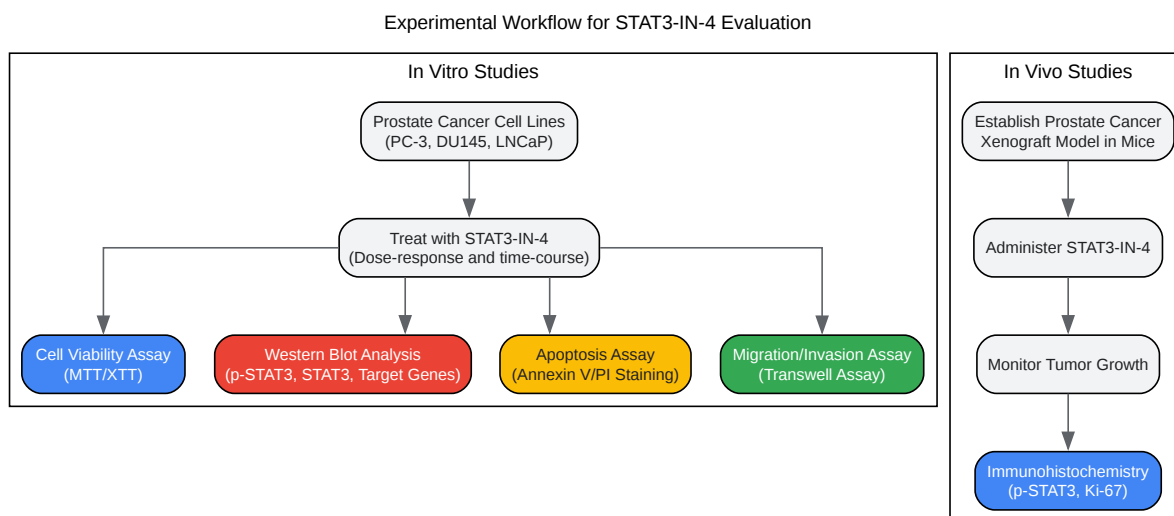 Experimental Workflow for STAT3-IN-4 Evaluation
In Vitro Studies
Prostate Cancer Cell Lines
(PC-3, DU145, LNCaP)
Treat with STAT3-IN-4
(Dose-response and time-course)
Cell Viability Assay
(MTT/XTT)
Western Blot Analysis
(p-STAT3, STAT3, Target Genes)
Apoptosis Assay
(Annexin V/PI Staining)
Migration/Invasion Assay
(Transwell Assay)
In Vivo Studies
Establish Prostate Cancer
Xenograft Model in Mice
Administer STAT3-IN-4
Monitor Tumor Growth
Immunohistochemistry
(p-STAT3, Ki-67)